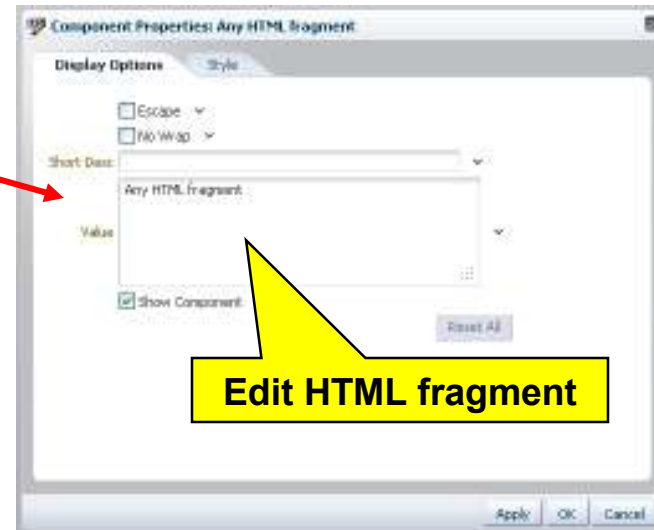 Component Properties: Any HTML fragment
Display Options Style
Escape
No Wrap
Short Desc
Any HTML fragment
Value
Show Component
Reset All
Edit HTML fragment
Apply OK Cancel